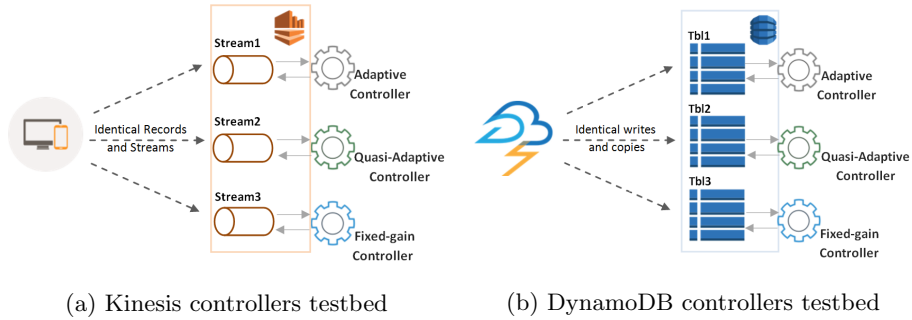 Stream1
Adaptive
Controller
Identical Records
and Streams
Stream2
Quasi-Adaptive
Controller
Stream3
Fixed-gain
Controller
(a) Kinesis controllers testbed
Tbl1
Adaptive
Controller
Identical writes
and copies
Tbl2
Quasi-Adaptive
Controller
Tbl3
Fixed-gain
Controller
(b) DynamoDB controllers testbed